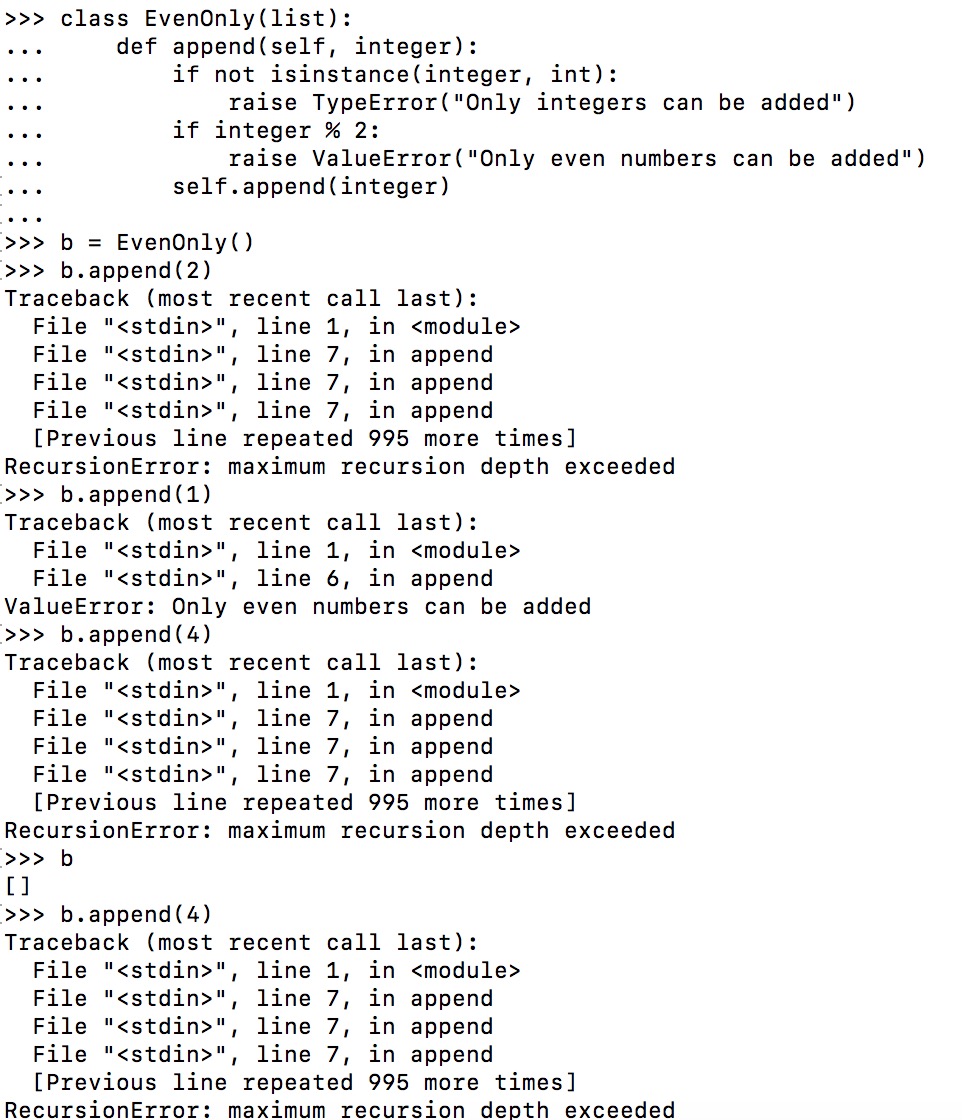 >>> class EvenOnly(list):
...     def append(self, integer):
...         if not isinstance(integer, int):
...             raise TypeError("Only integers can be added")
...         if integer % 2:
...             raise ValueError("Only even numbers can be added")
...         self.append(integer)
...
>>> b = EvenOnly()
>>> b.append(2)
Traceback (most recent call last):
  File "<stdin>", line 1, in <module>
  File "<stdin>", line 7, in append
  File "<stdin>", line 7, in append
  File "<stdin>", line 7, in append
  [Previous line repeated 995 more times]
RecursionError: maximum recursion depth exceeded
>>> b.append(1)
Traceback (most recent call last):
  File "<stdin>", line 1, in <module>
  File "<stdin>", line 6, in append
ValueError: Only even numbers can be added
>>> b.append(4)
Traceback (most recent call last):
  File "<stdin>", line 1, in <module>
  File "<stdin>", line 7, in append
  File "<stdin>", line 7, in append
  File "<stdin>", line 7, in append
  [Previous line repeated 995 more times]
RecursionError: maximum recursion depth exceeded
>>> b
[]
>>> b.append(4)
Traceback (most recent call last):
  File "<stdin>", line 1, in <module>
  File "<stdin>", line 7, in append
  File "<stdin>", line 7, in append
  File "<stdin>", line 7, in append
  [Previous line repeated 995 more times]
RecursionError: maximum recursion depth exceeded